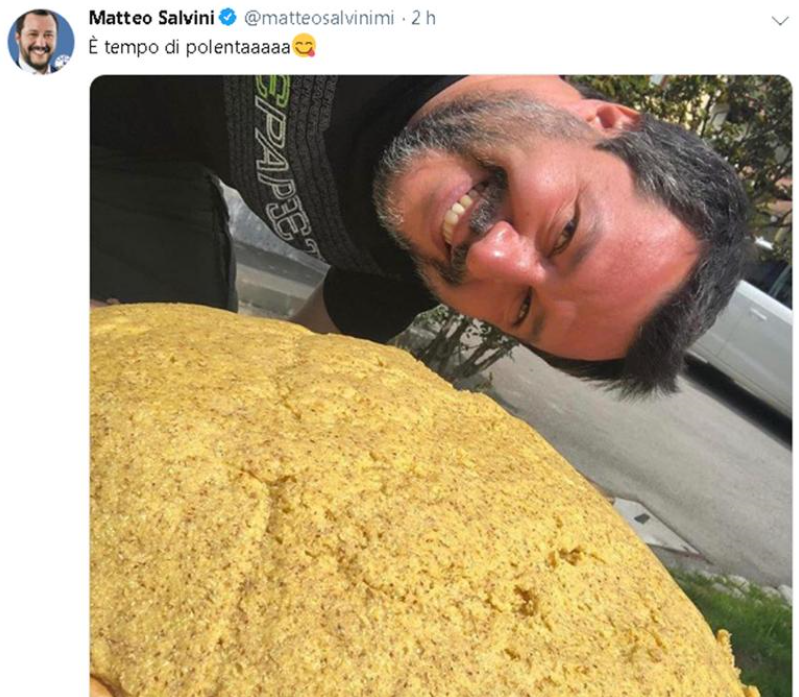 Matteo Salvini @matteosalvinimi · 2 h
È tempo di polentaaaaa😋